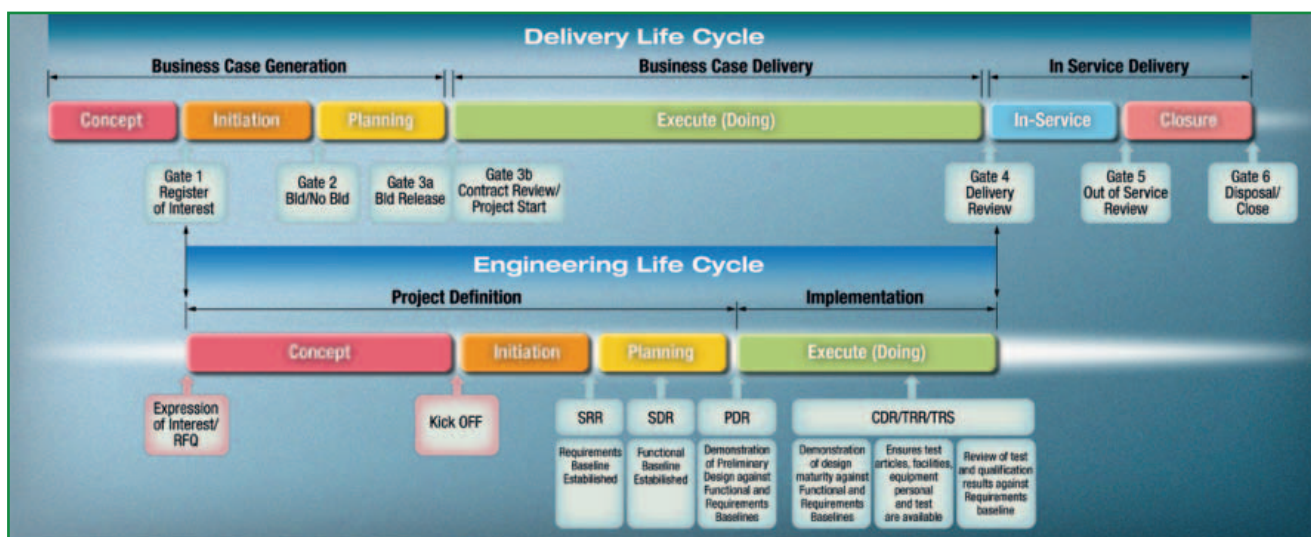 Delivery Life Cycle
Business Case Generation
Business Case Delivery
In Service Delivery
Concept
Initiation
Planning
Execute (Doing)
In-Service
Closure
Gate 1
Register
of Interest
Gate 2
Bid/No Bid
Gate 3a
Bid Release
Gate 3b
Contract Review/
Project Start
Gate 4
Delivery
Review
Gate 5
Out of Service
Review
Gate 6
Disposal/
Close
Engineering Life Cycle
Project Definition
Implementation
Concept
Initiation
Planning
Execute (Doing)
Expression
of Interest/
RFQ
Kick OFF
SRR
SDR
PDR
CDR/TRR/TRS
Requirements
Baseline
Estabilished
Functional
Baseline
Estabilished
Demonstration
of Preliminary
Design against
Functional and
Requirements
Baselines
Demonstration
of design
maturity against
Functional and
Requirements
Baselines
Ensures test
articles, facilities,
equipment
personal
and test
are available
Review of test
and qualification
results against
Requirements
baseline